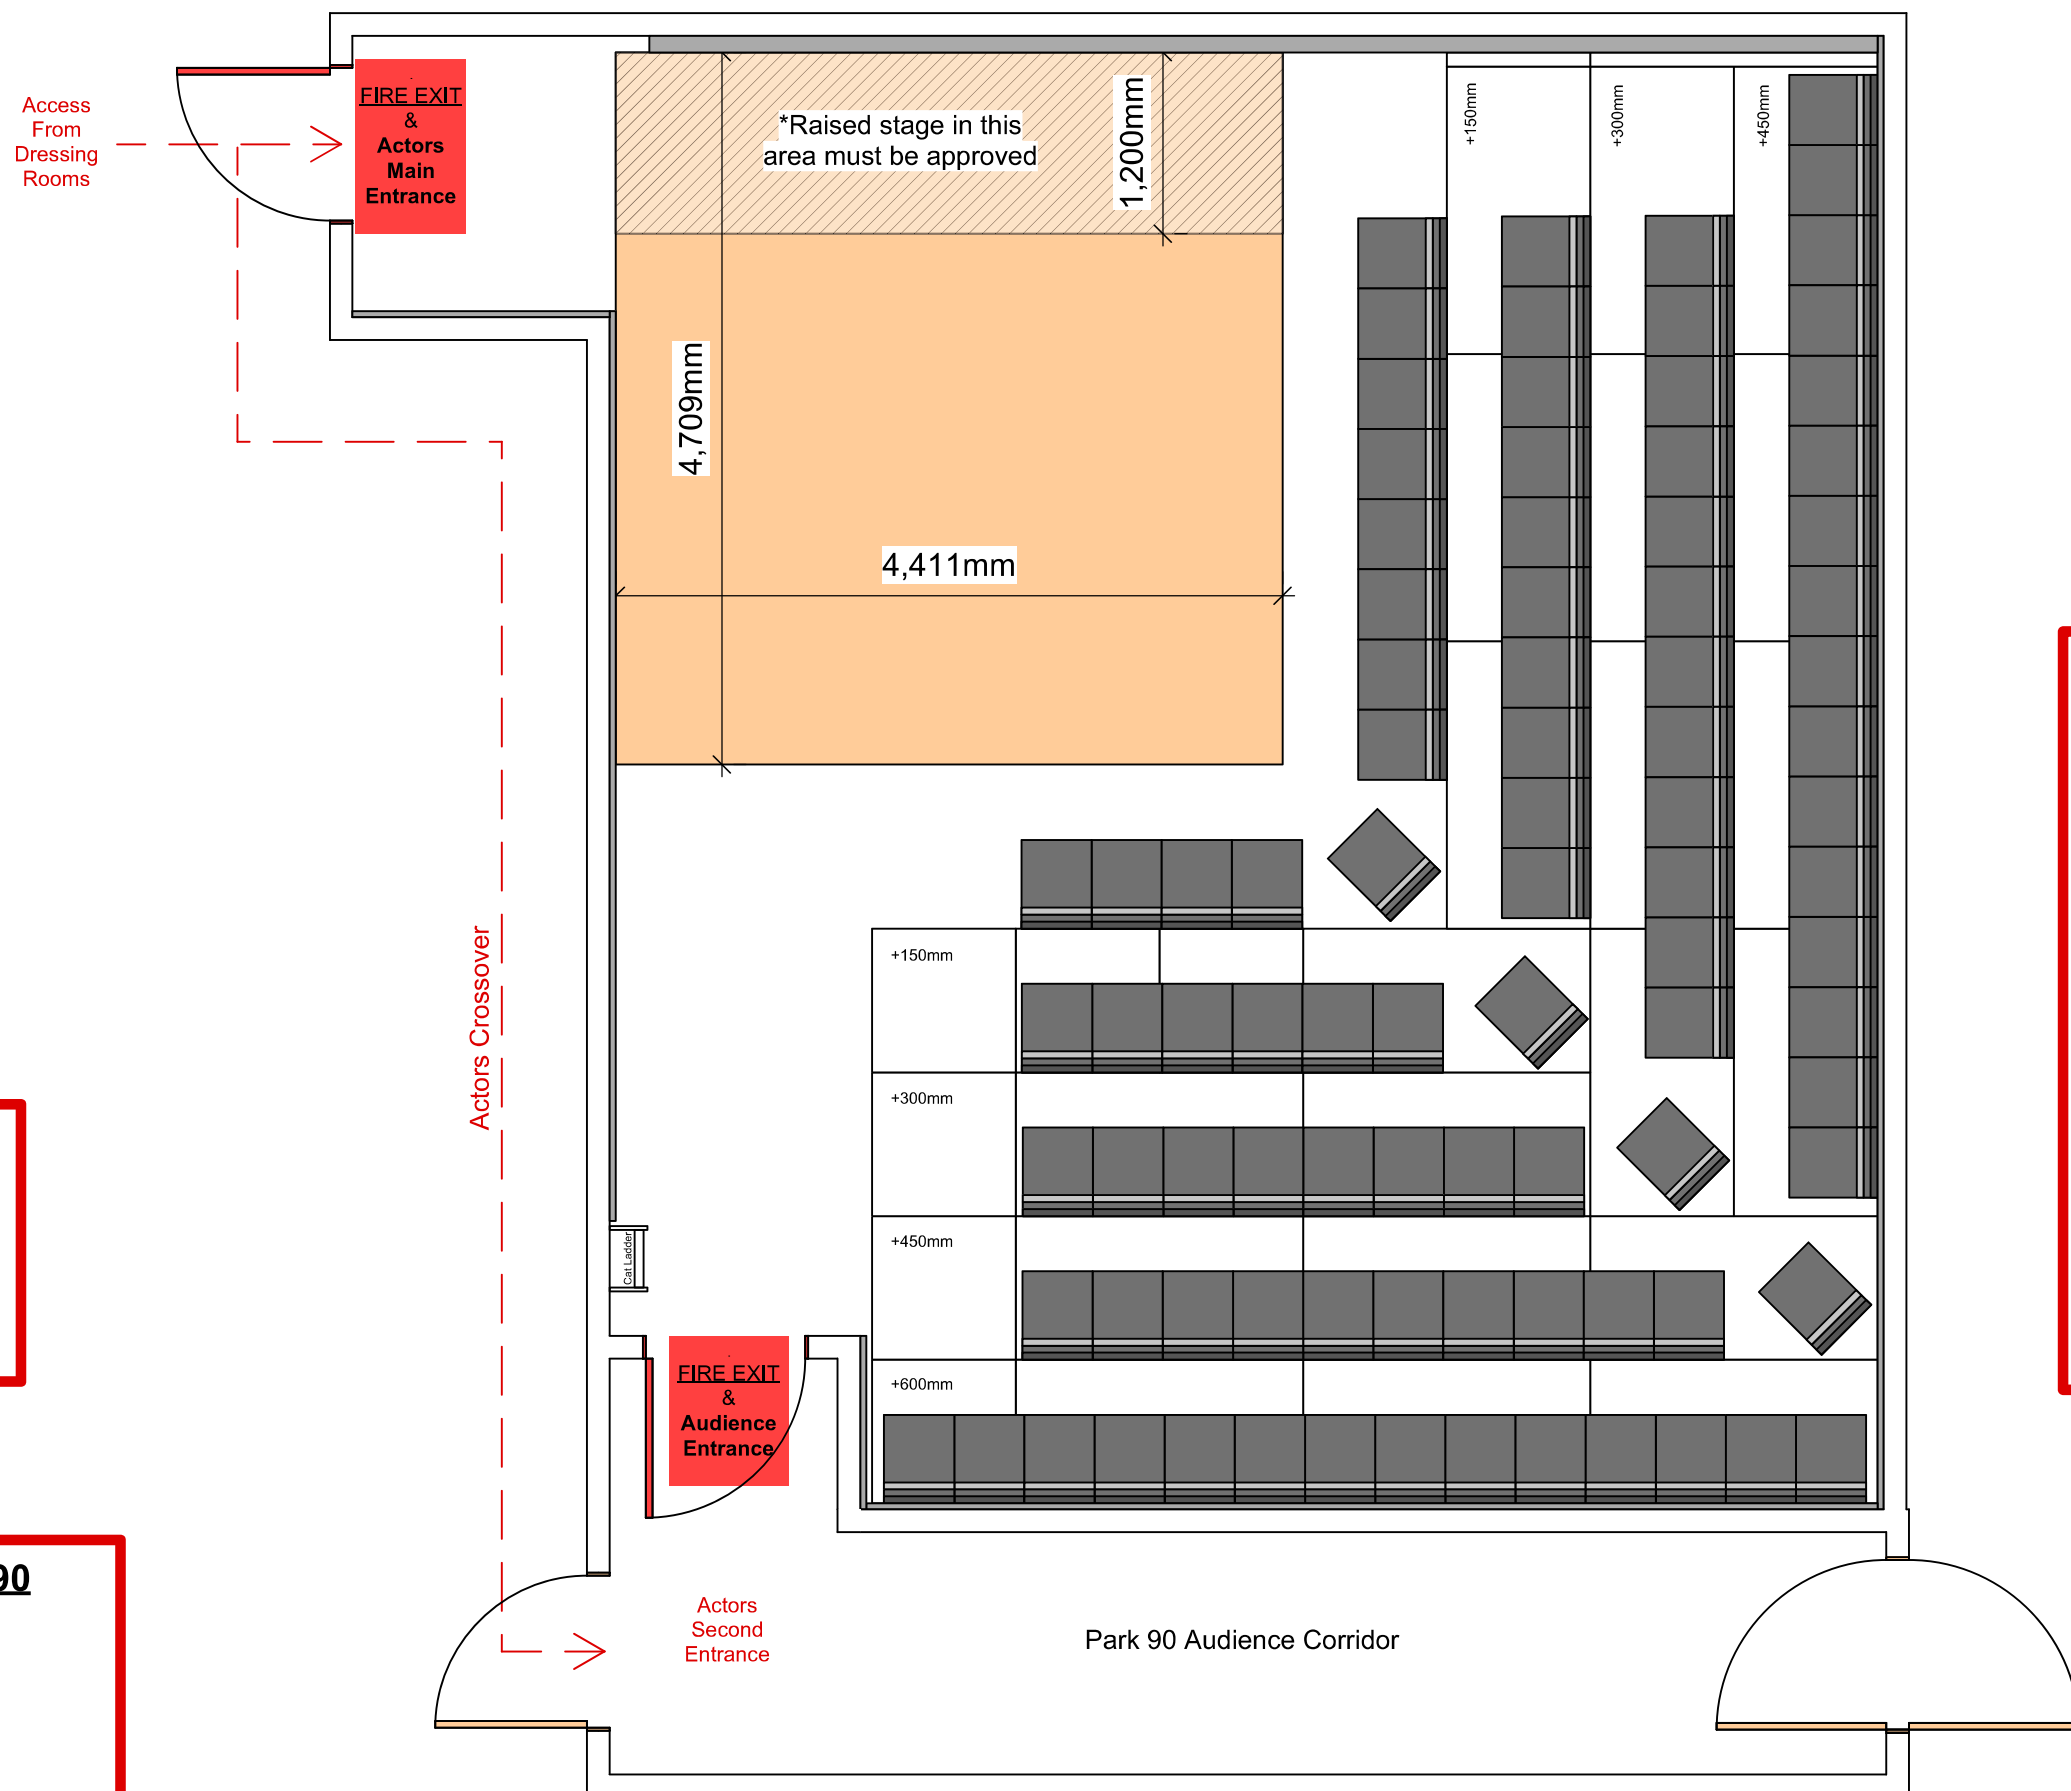 Access
From
Dressing
Rooms
FIRE EXIT
&
Actors
Main
Entrance
*Raised stage in this
area must be approved
1,200mm
+150mm
+300mm
+450mm
4,709mm
4,411mm
Actors Crossover
+150mm
+300mm
+450mm
+600mm
Cat Ladder
FIRE EXIT
&
Audience
Entrance
Actors
Second
Entrance
Park 90 Audience Corridor
90